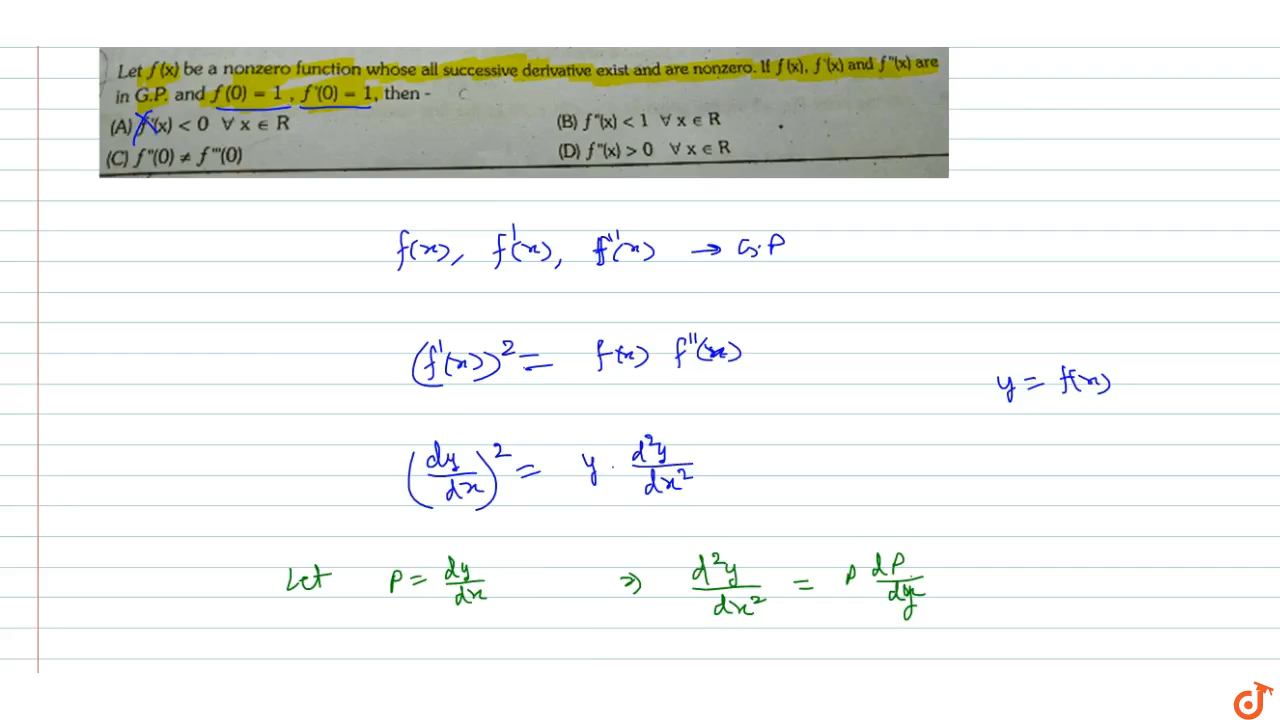 Let f(x) be a nonzero function whose all successive derivative exist and are nonzero. If f(x), f'(x) and f''(x) are
in G.P. and f(0) = 1 , f'(0) = 1, then -
(A) f''(x) < 0 ∀ x ∈ R (B) f''(x) < 1 ∀ x ∈ R
(C) f''(0) ≠ f'''(0) (D) f''(x) > 0 ∀ x ∈ R
f(x), f'(x), f''(x) → G.P
(f'(x))² = f(x) f''(x)
y = f(x)
(dy/dx)² = y . d²y/dx²
Let P = dy/dx ⇒ d²y/dx² = P dP/dy